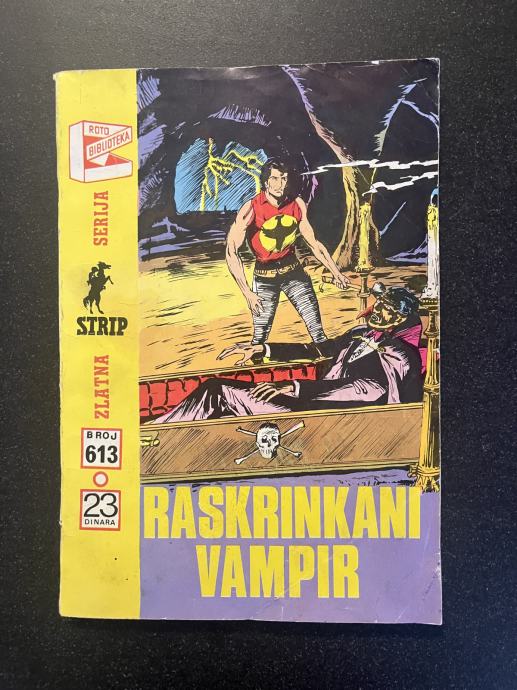 ROTO
BIBLIOTEKA
ZLATNA SERIJA
STRIP
BROJ
613
23
DINARA
RASKRINKANI
VAMPIR